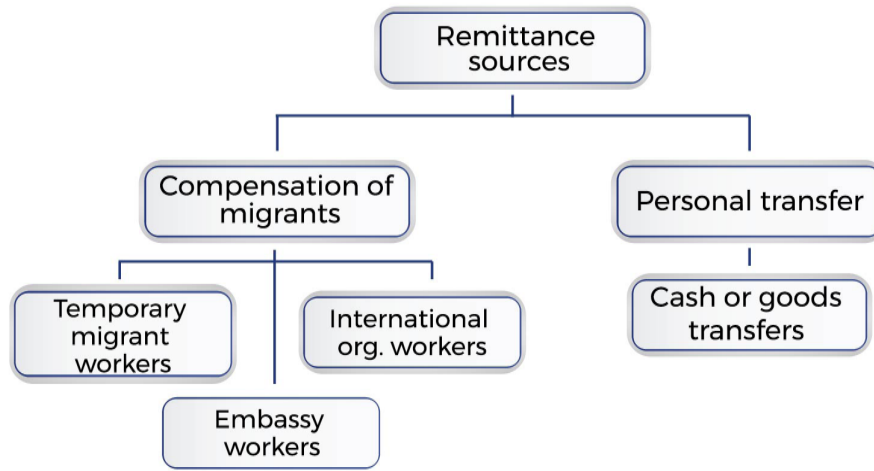 Remittance
sources
Compensation of
migrants
Personal transfer
Temporary
migrant
workers
International
org. workers
Cash or goods
transfers
Embassy
workers